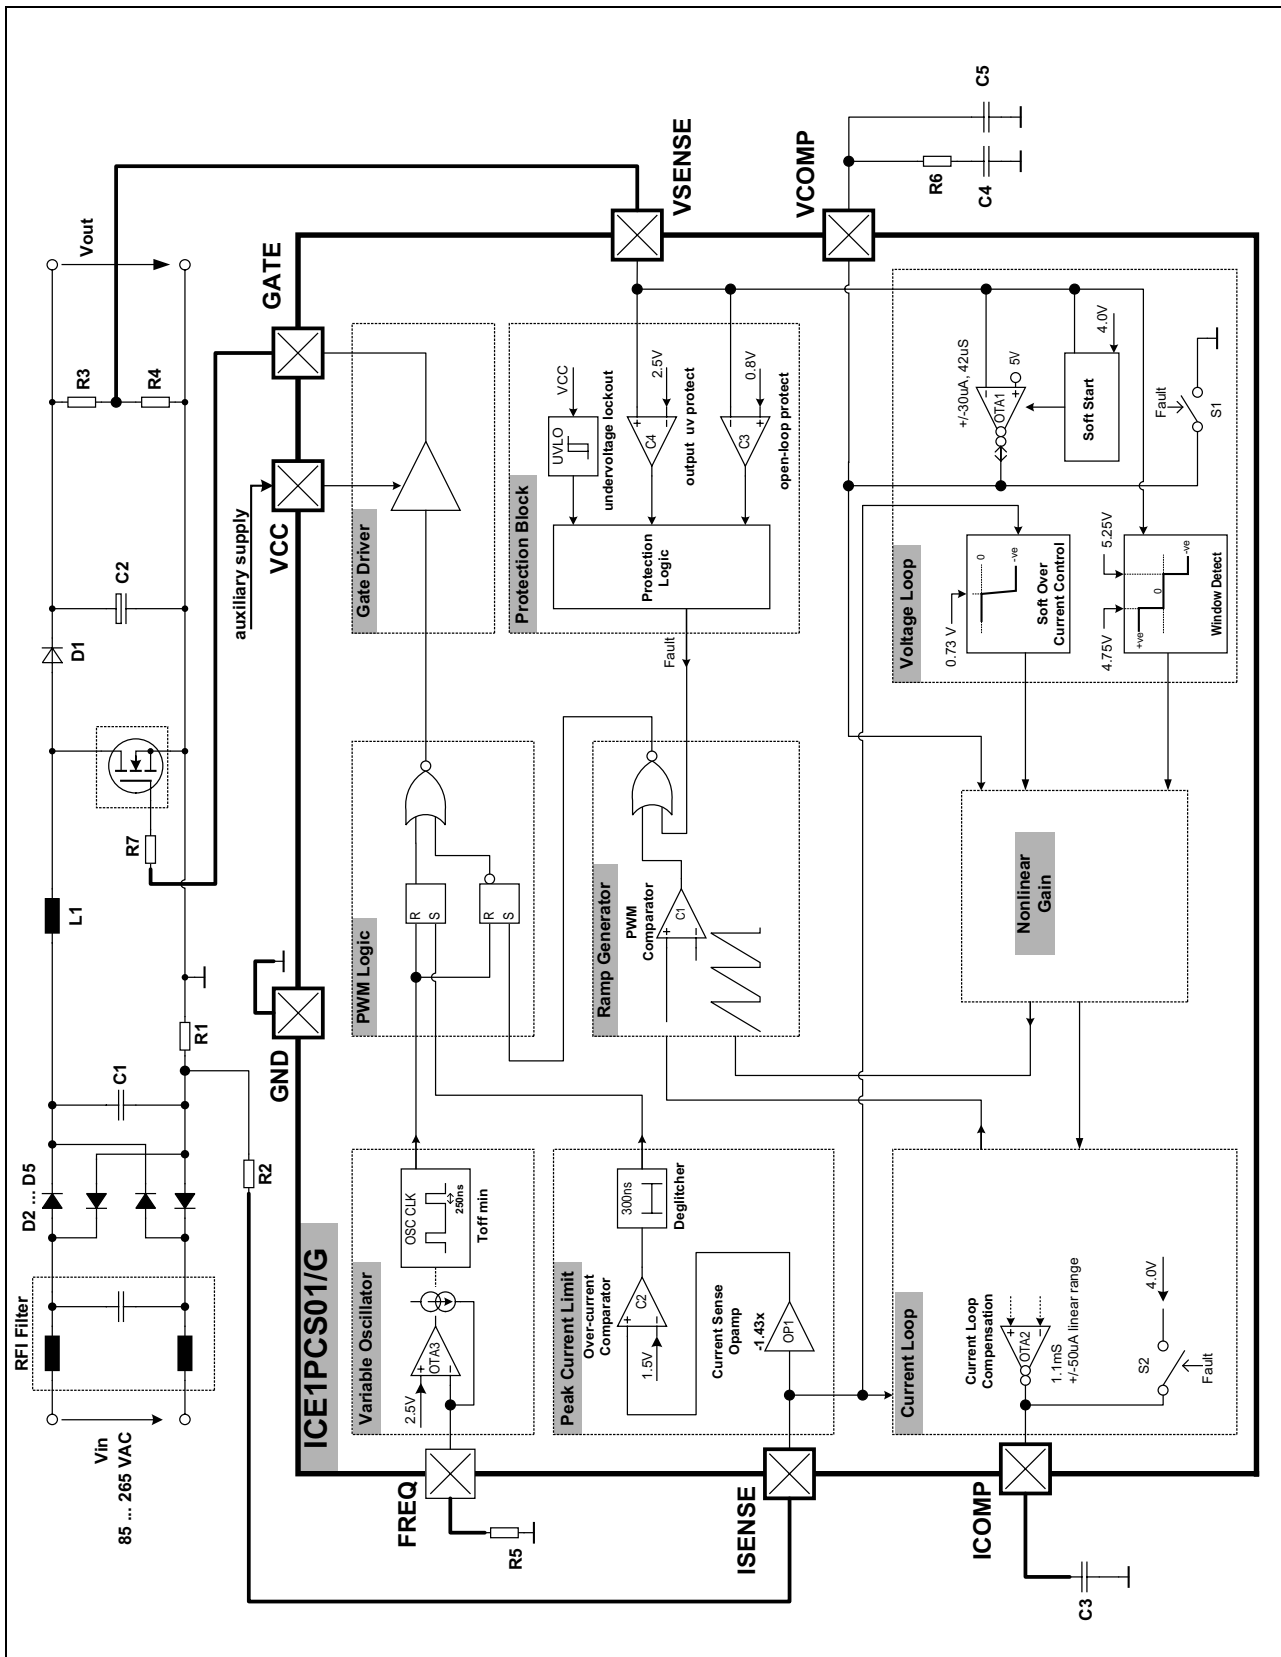 RFI Filter
Vin
85 ... 265 VAC
D2 ... D5
C1
R1
R2
L1
R7
D1
C2
R3
R4
Vout
auxiliary supply
GND
VCC
GATE
FREQ
R5
ISENSE
ICOMP
C3
VSENSE
VCOMP
R6
C4
C5
ICE1PCS01/G
Variable Oscillator
2.5V
+
−
OTA3
OSC CLK
250ns
Toff min
PWM Logic
R
S
R
S
Gate Driver
Peak Current Limit
Over-current
Comparator
1.5V
+
−
C2
300ns
Deglitcher
Current Sense
Opamp
-1.43x
OP1
Ramp Generator
PWM
Comparator
+
−
C1
Protection Block
Fault
Protection
Logic
UVLO
VCC
undervoltage lockout
C4
+
−
2.5V
output uv protect
C3
−
+
0.8V
open-loop protect
Current Loop
Current Loop
Compensation
OTA2
+
−
1.1mS
+/-50uA linear range
4.0V
S2
Fault
Nonlinear
Gain
Voltage Loop
0.73 V
0
-ve
Soft Over
Current Control
4.75V
5.25V
+ve
0
-ve
Window Detect
+/-30uA, 42uS
OTA1
−
+
5V
Soft Start
4.0V
Fault
S1